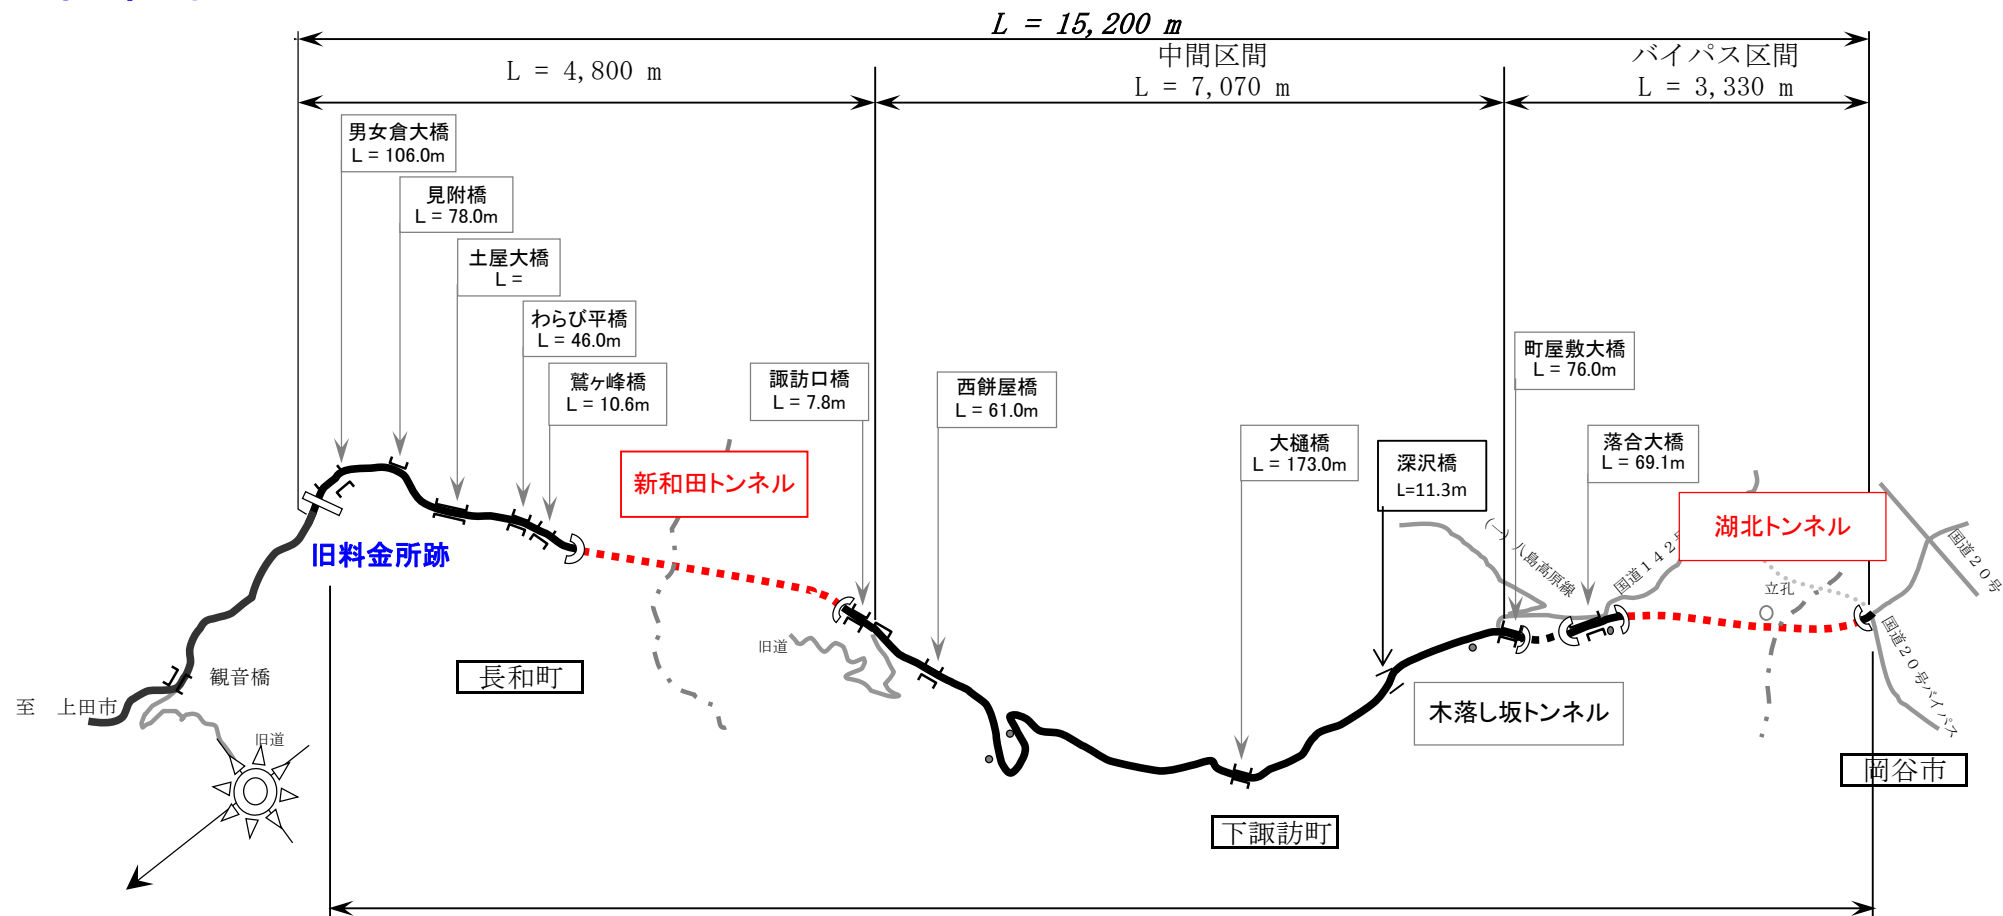 L = 15,200 m
L = 4,800 m
中間区間
L = 7,070 m
バイパス区間
L = 3,330 m
男女倉大橋
L = 106.0m
見附橋
L = 78.0m
土屋大橋
L =
わらび平橋
L = 46.0m
鷲ヶ峰橋
L = 10.6m
諏訪口橋
L = 7.8m
西餅屋橋
L = 61.0m
大樋橋
L = 173.0m
深沢橋
L=11.3m
町屋敷大橋
L = 76.0m
落合大橋
L = 69.1m
新和田トンネル
湖北トンネル
旧料金所跡
(一)八島高原線
国道142号
立孔
国道20号
国道20号バイパス
旧道
観音橋
至 上田市
旧道
長和町
木落し坂トンネル
岡谷市
下諏訪町